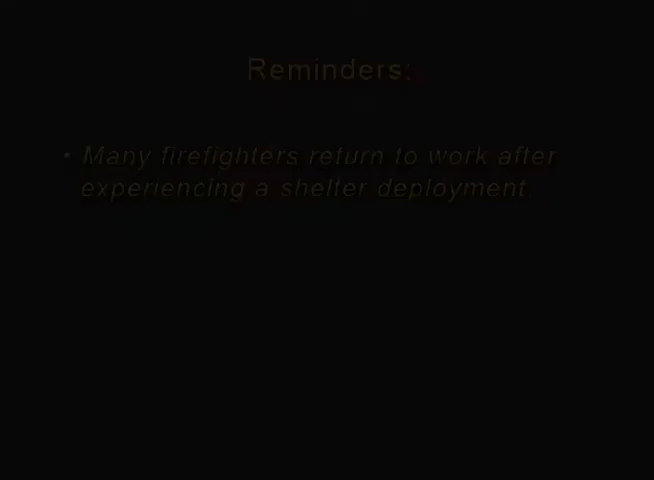 Reminders:
• Many firefighters return to work after
experiencing a shelter deployment